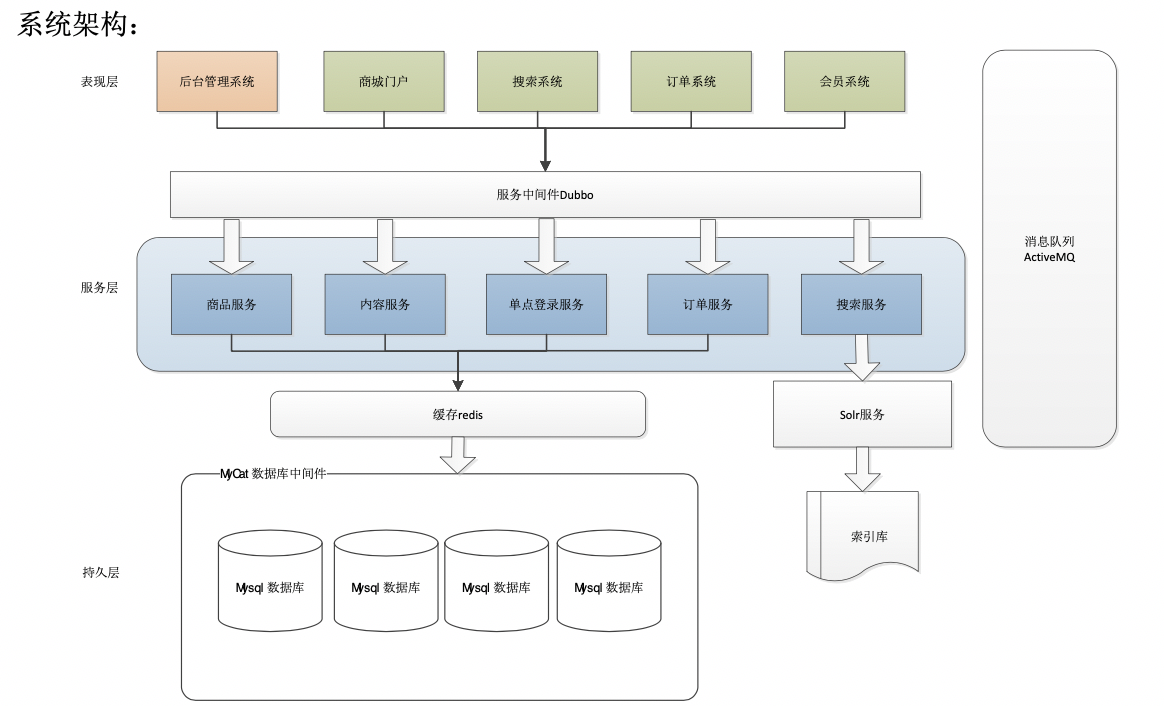 系统架构：
表现层
后台管理系统
商城门户
搜索系统
订单系统
会员系统
服务中间件Dubbo
消息队列
ActiveMQ
服务层
商品服务
内容服务
单点登录服务
订单服务
搜索服务
缓存redis
Solr服务
MyCat 数据库中间件
索引库
持久层
Mysql 数据库
Mysql 数据库
Mysql 数据库
Mysql 数据库